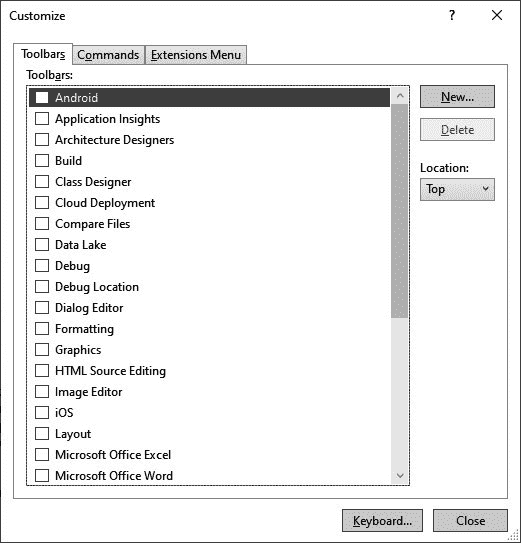 Customize
?
Toolbars
Commands
Extensions Menu
Toolbars:
Android
Application Insights
Architecture Designers
Build
Class Designer
Cloud Deployment
Compare Files
Data Lake
Debug
Debug Location
Dialog Editor
Formatting
Graphics
HTML Source Editing
Image Editor
iOS
Layout
Microsoft Office Excel
Microsoft Office Word
New...
Delete
Location:
Top
Keyboard...
Close